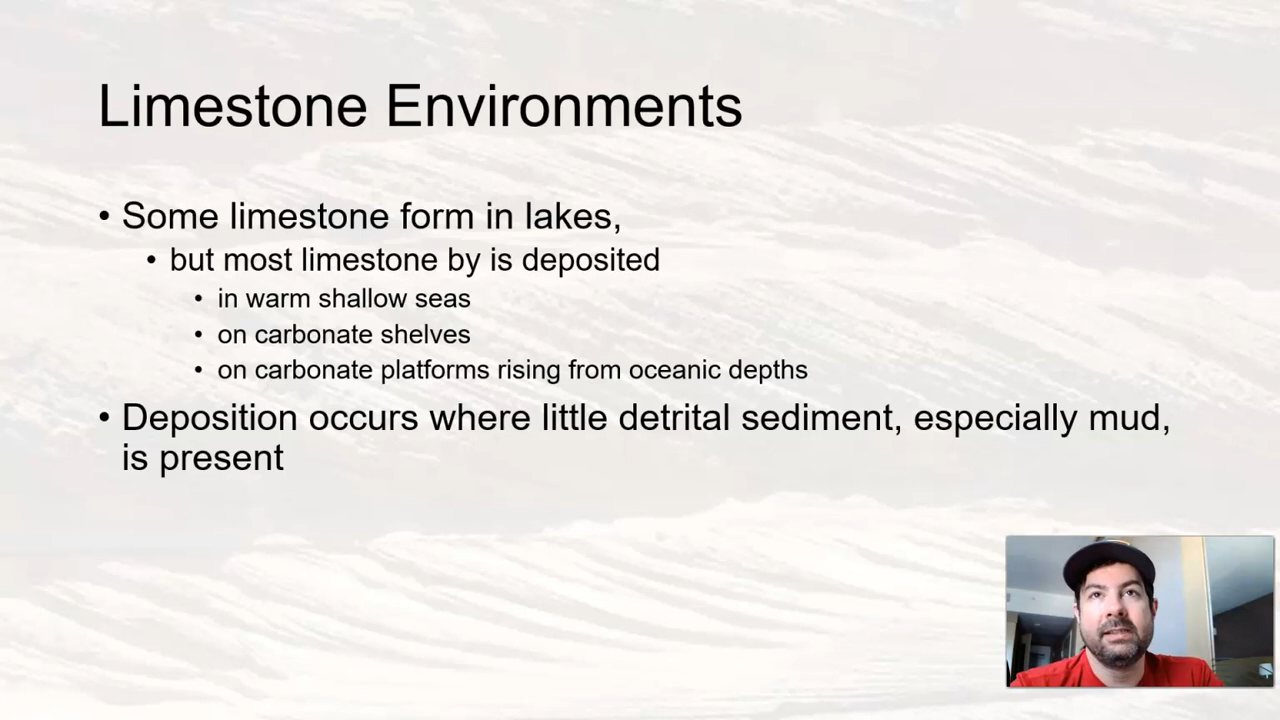 Limestone Environments
• Some limestone form in lakes,
• but most limestone by is deposited
• in warm shallow seas
• on carbonate shelves
• on carbonate platforms rising from oceanic depths
• Deposition occurs where little detrital sediment, especially mud,
is present